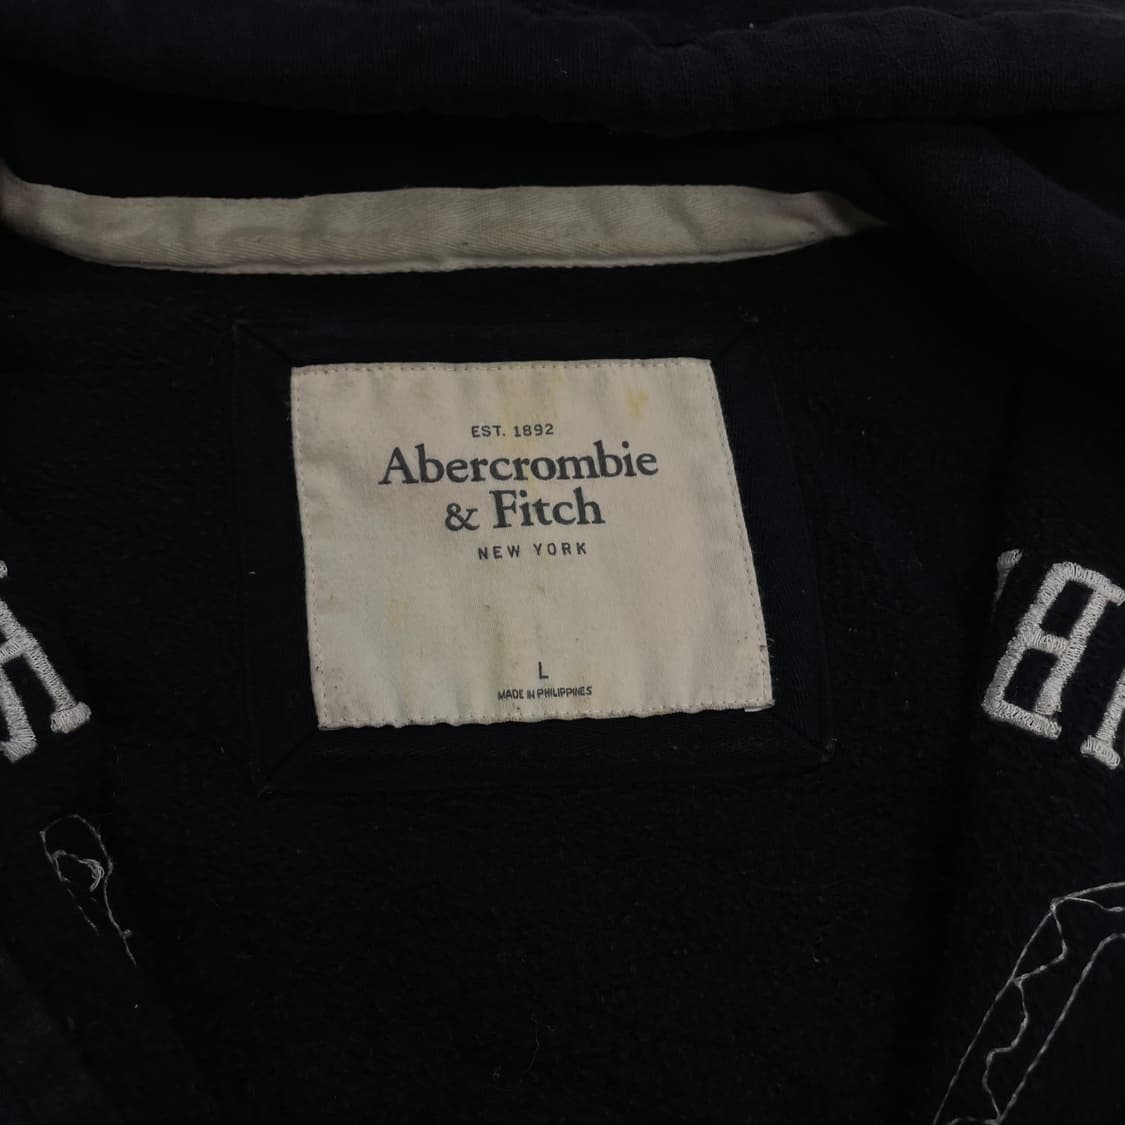 EST. 1892
Abercrombie
& Fitch
NEW YORK
L
MADE IN PHILIPPINES